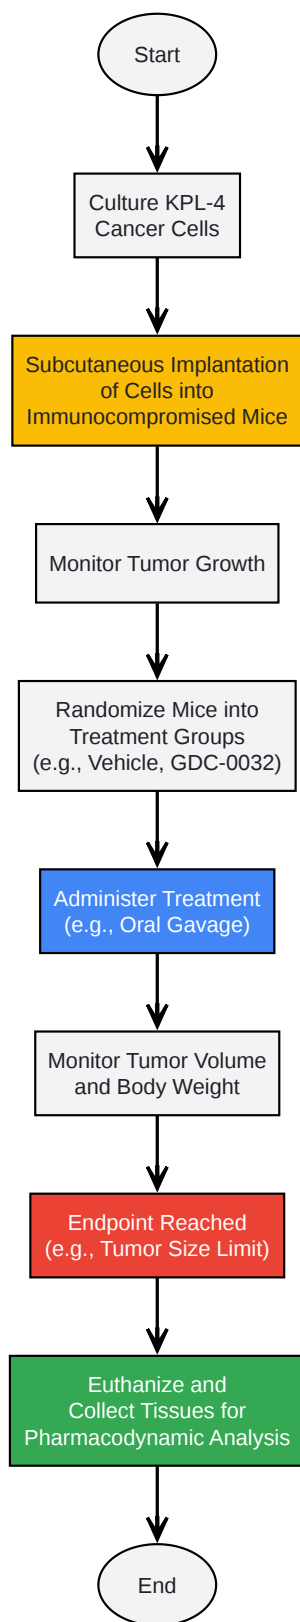 Start
Culture KPL-4
Cancer Cells
Subcutaneous Implantation
of Cells into
Immunocompromised Mice
Monitor Tumor Growth
Randomize Mice into
Treatment Groups
(e.g., Vehicle, GDC-0032)
Administer Treatment
(e.g., Oral Gavage)
Monitor Tumor Volume
and Body Weight
Endpoint Reached
(e.g., Tumor Size Limit)
Euthanize and
Collect Tissues for
Pharmacodynamic Analysis
End